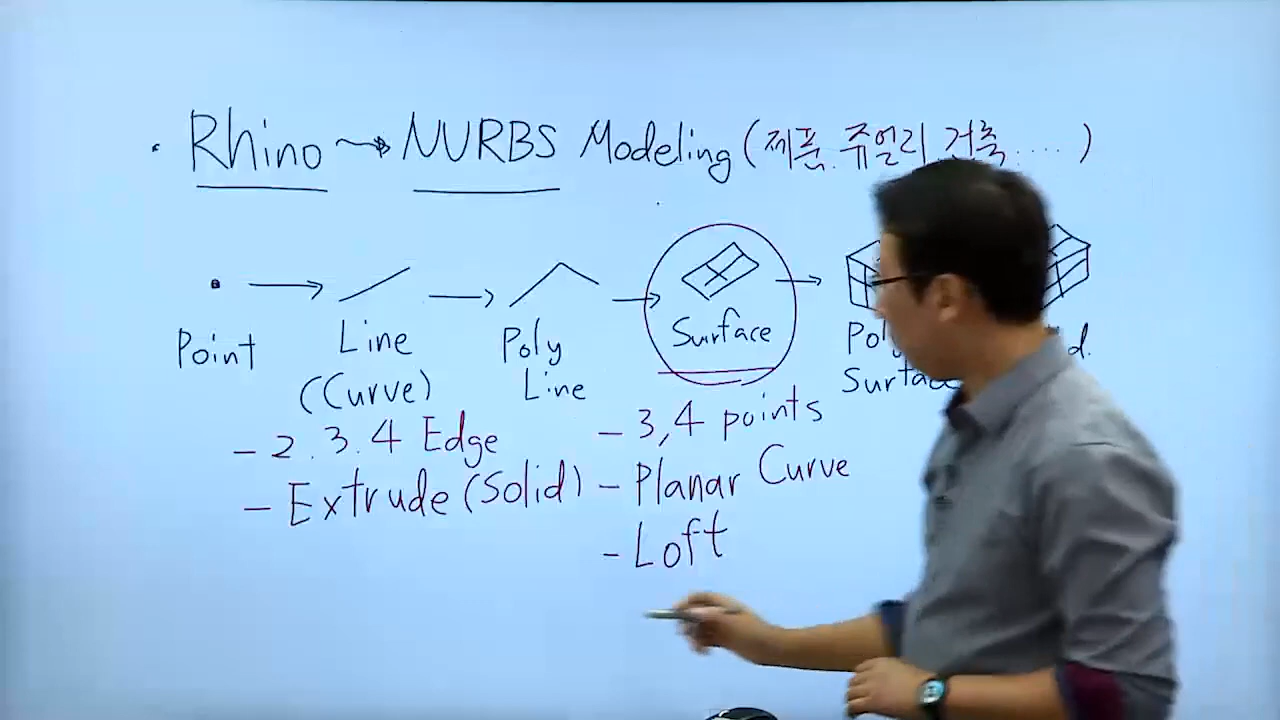 · Rhino → NURBS Modeling (제품. 쥬얼리 건축 .... )
Point
Line
(Curve)
Poly
Line
Surface
Surface
- 2.3.4 Edge
- Extrude (Solid)
- 3,4 points
- Planar Curve
- Loft